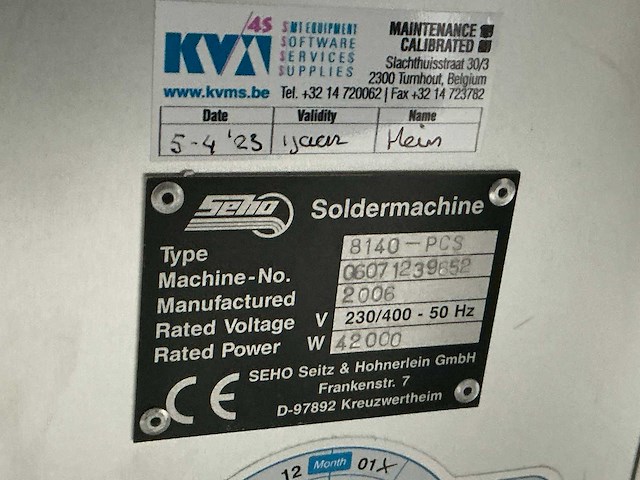 KVM /4S
SMT EQUIPMENT
SOFTWARE
SERVICES
SUPPLIES
www.kvms.be
MAINTENANCE
CALIBRATED
Slachthuisstraat 30/3
2300 Turnhout, Belgium
Tel. +32 14 720062 | Fax +32 14 723782
Date Validity Name
5-4 '23 1jaar Hein
Seho Soldermachine
Type 8140-PCS
Machine-No. 06071239652
Manufactured 2006
Rated Voltage V 230/400 - 50 Hz
Rated Power W 42000
CE
SEHO Seitz & Hohnerlein GmbH
Frankenstr. 7
D-97892 Kreuzwertheim
12 Month 01